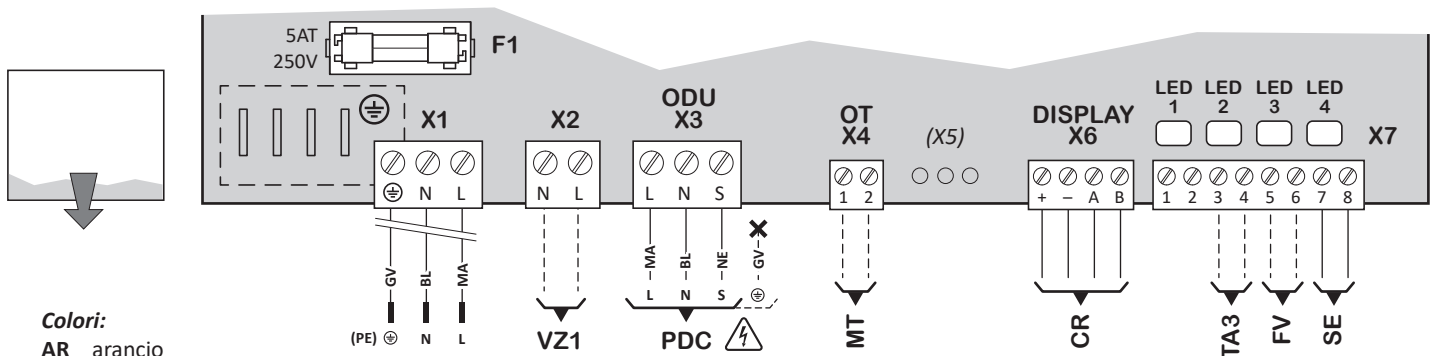 5AT
250V
F1
X1
X2
ODU
X3
OT
X4
(X5)
DISPLAY
X6
LED
1
LED
2
LED
3
LED
4
X7
N L
N L
L N S
1 2
+ – A B
1 2 3 4 5 6 7 8
GV BL MA
MA BL NE GV
L N S
(PE) N L
VZ1
PDC
MT
CR
TA3
FV
SE
Colori:
AR arancio